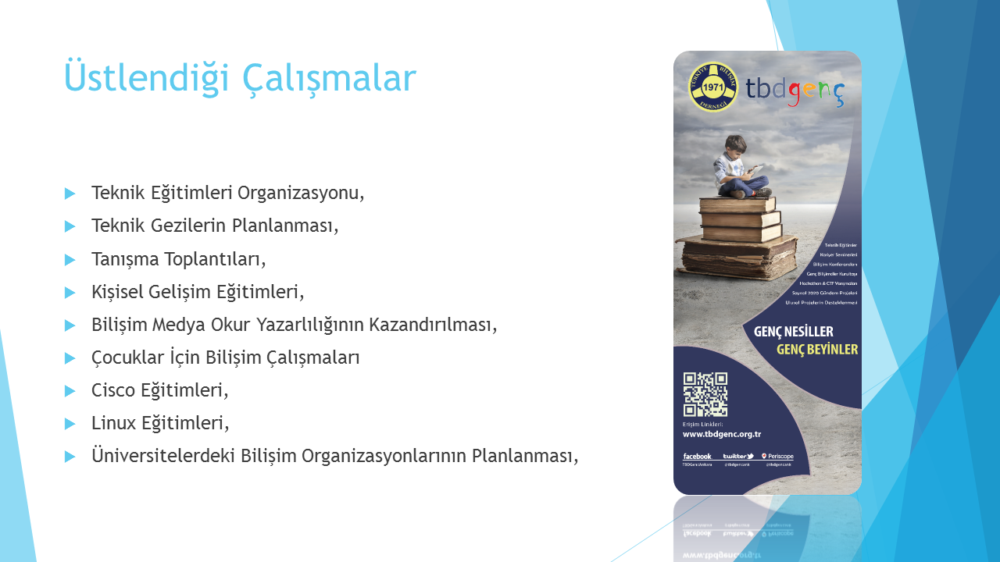 Üstlendiği Çalışmalar
Teknik Eğitimleri Organizasyonu,
Teknik Gezilerin Planlanması,
Tanışma Toplantıları,
Kişisel Gelişim Eğitimleri,
Bilişim Medya Okur Yazarlılığının Kazandırılması,
Çocuklar İçin Bilişim Çalışmaları
Cisco Eğitimleri,
Linux Eğitimleri,
Üniversitelerdeki Bilişim Organizasyonlarının Planlanması,
TÜRKİYE BİLİŞİM
1971
DERNEĞİ
tbdgenç
Teknik Eğitimler
Kariyer Seminerleri
Bilişim Konferansları
Genç Bilişimciler Kurultayı
Hackathon & CTF Yarışmaları
Sosyal 2020 Gündem Projeleri
Ulusal Projelerin Desteklenmesi
GENÇ NESİLLER
GENÇ BEYİNLER
Erişim Linkleri:
www.tbdgenc.org.tr
facebook twitter Periscope
TBDGencAnkara @tbdgencank @tbdgencank